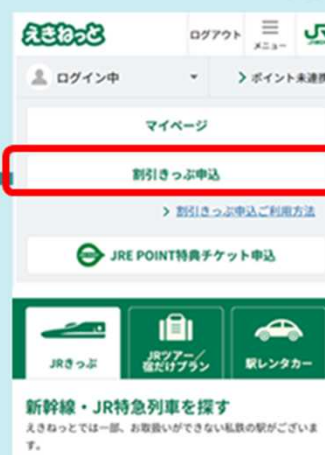 えきねっと
ログアウト
メニュー
ログイン中
> ポイント未連携
マイページ
割引きっぷ申込
> 割引きっぷ申込ご利用方法
JRE POINT特典チケット申込
JRきっぷ
JRツアー/
宿だけプラン
駅レンタカー
新幹線・JR特急列車を探す
えきねっとでは一部、お取扱いができない私鉄の駅がございま
す。